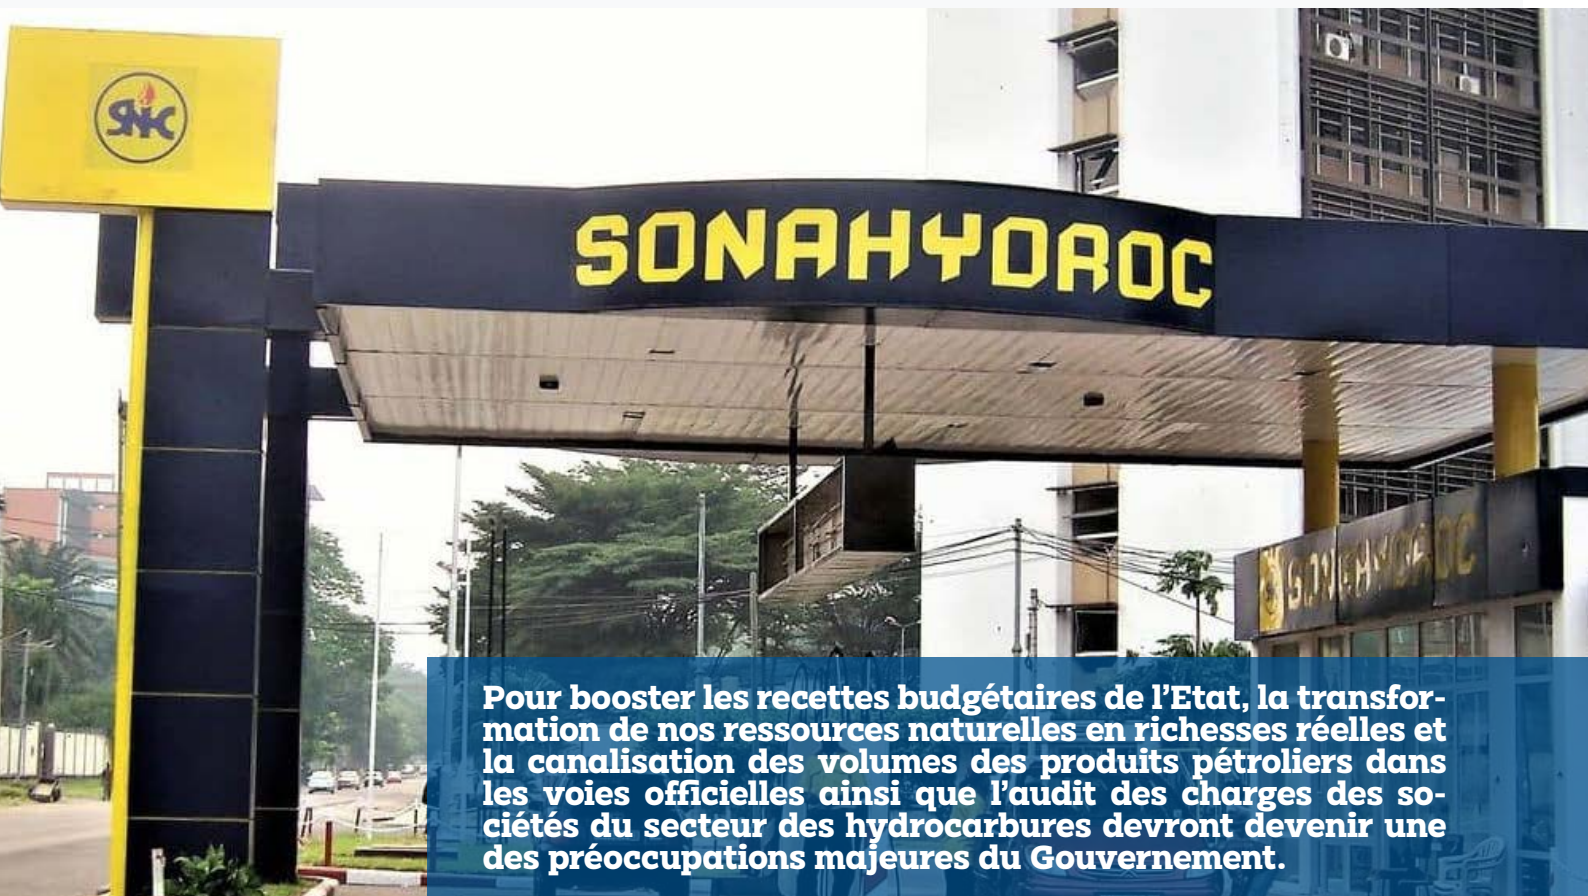 SNHC
SONAHYDROC
SONAHYDROC
Pour booster les recettes budgétaires de l’Etat, la transfor-
mation de nos ressources naturelles en richesses réelles et
la canalisation des volumes des produits pétroliers dans
les voies officielles ainsi que l’audit des charges des so-
ciétés du secteur des hydrocarbures devront devenir une
des préoccupations majeures du Gouvernement.